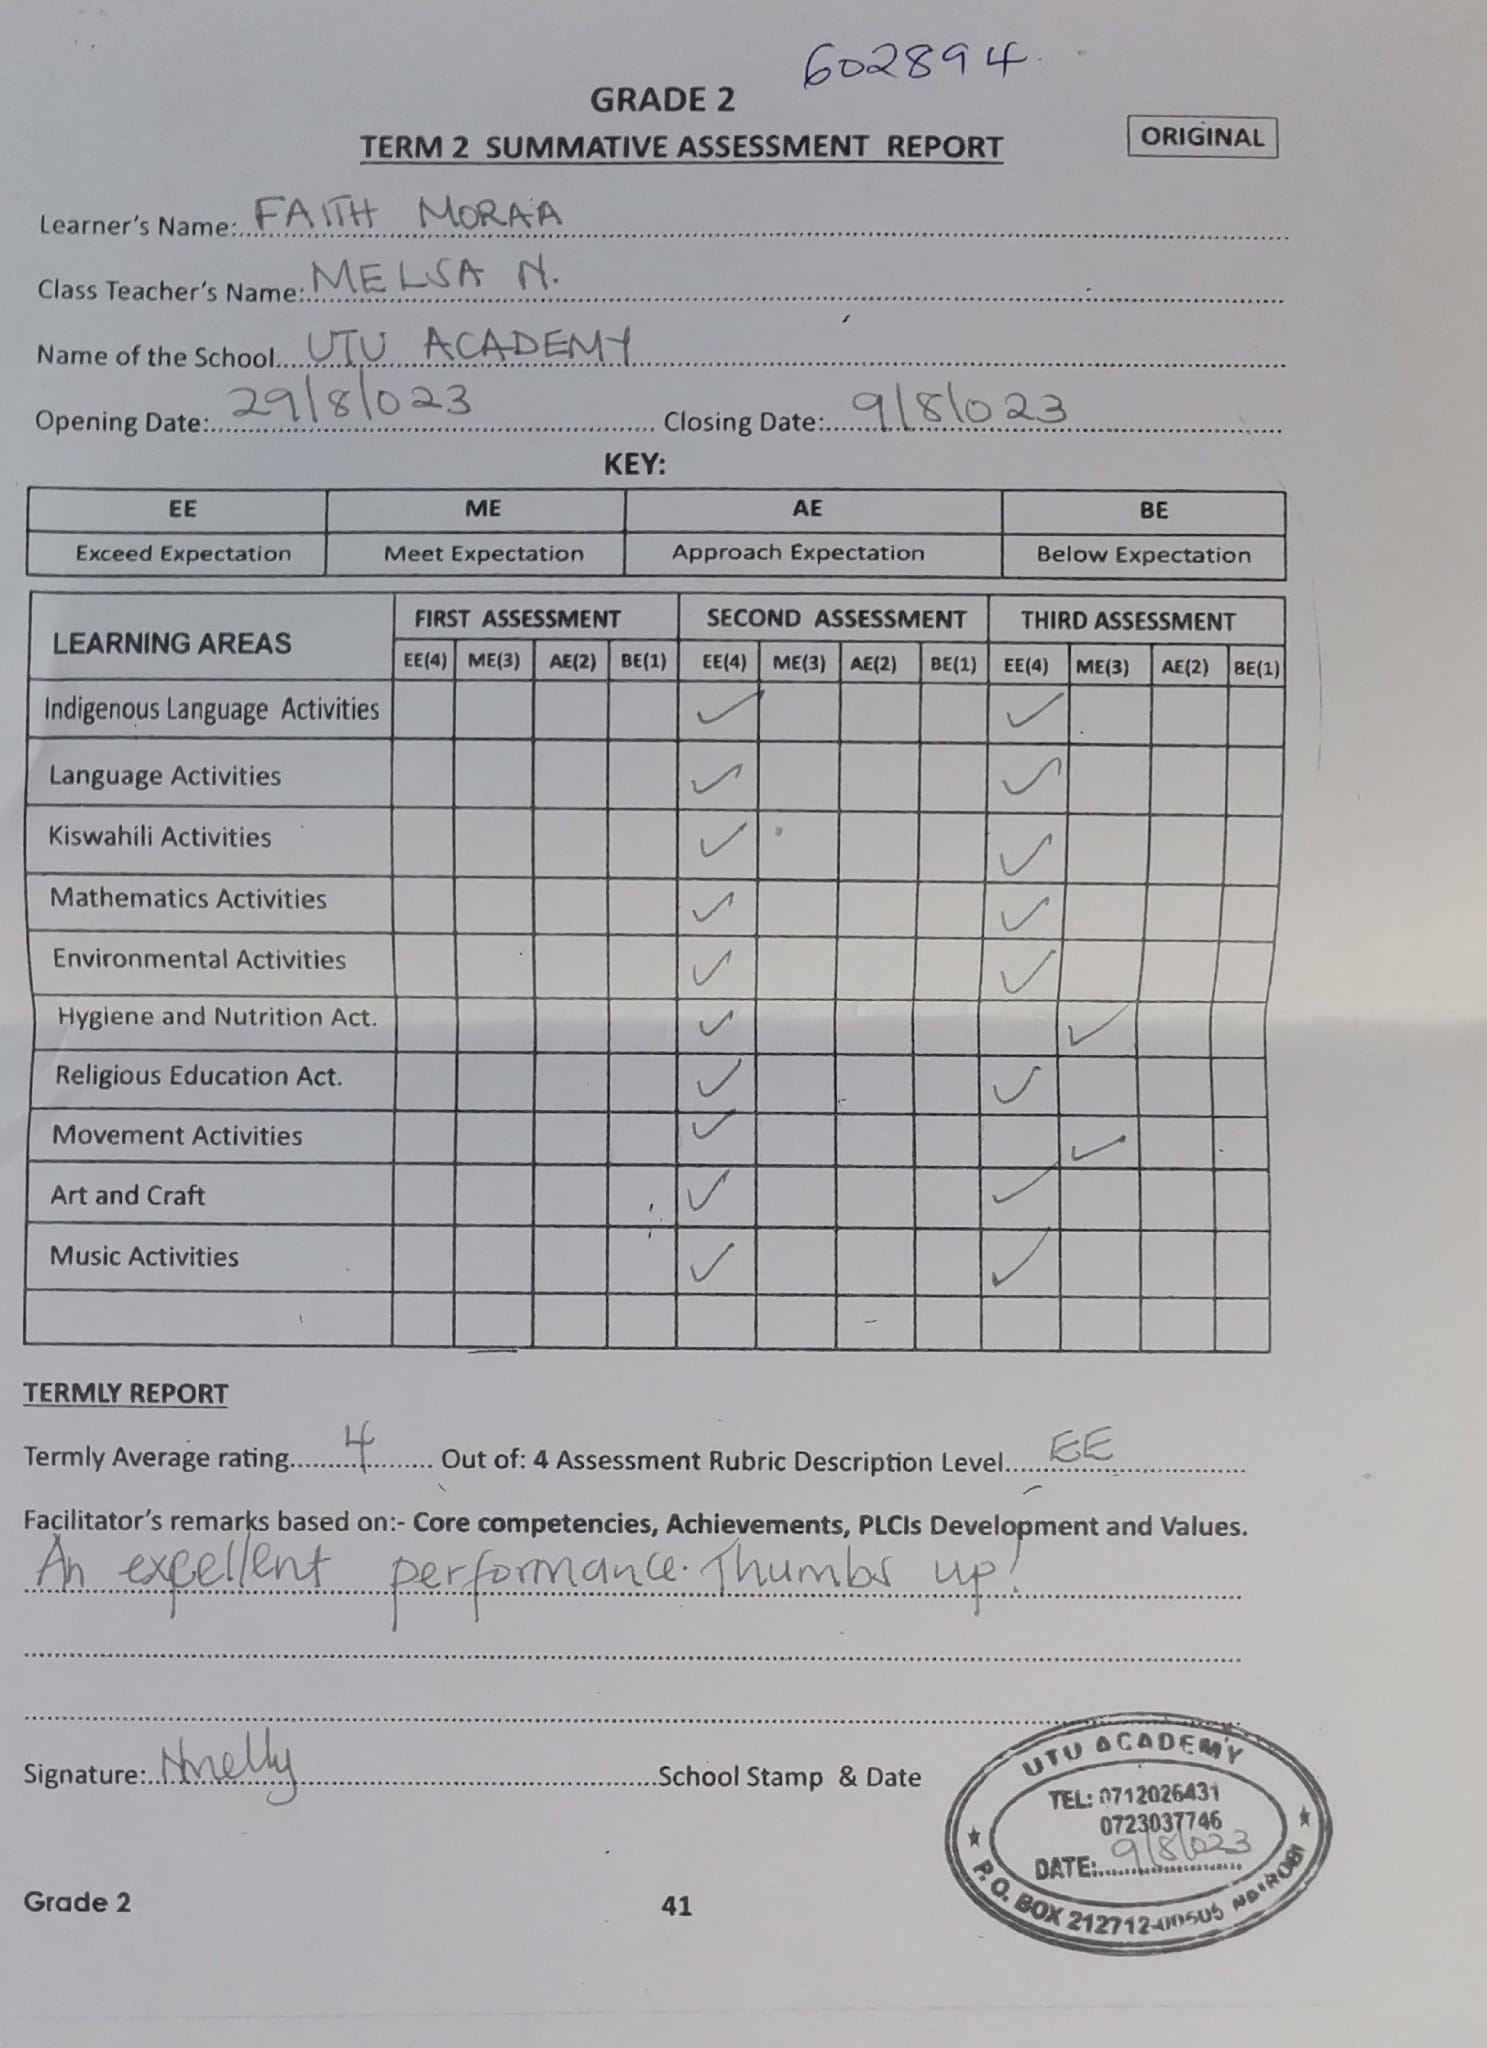 602894.
GRADE 2
TERM 2 SUMMATIVE ASSESSMENT REPORT
ORIGINAL
Learner's Name: FAITH MORAA
Class Teacher's Name: MELSA N.
Name of the School UTU ACADEMY
Opening Date: 29/8/023 Closing Date: 9/8/023
KEY:
EE ME AE BE
Exceed Expectation Meet Expectation Approach Expectation Below Expectation
LEARNING AREAS FIRST ASSESSMENT SECOND ASSESSMENT THIRD ASSESSMENT
EE(4) ME(3) AE(2) BE(1) EE(4) ME(3) AE(2) BE(1) EE(4) ME(3) AE(2) BE(1)
Indigenous Language Activities ✓ ✓
Language Activities ✓ ✓
Kiswahili Activities ✓ ✓
Mathematics Activities ✓ ✓
Environmental Activities ✓ ✓
Hygiene and Nutrition Act. ✓ ✓
Religious Education Act. ✓ ✓
Movement Activities ✓ ✓
Art and Craft ✓ ✓
Music Activities ✓ ✓
TERMLY REPORT
Termly Average rating 4 Out of: 4 Assessment Rubric Description Level EE
Facilitator's remarks based on:- Core competencies, Achievements, PLCIs Development and Values.
An excellent performance. Thumbs up!
Signature: School Stamp & Date
UTU ACADEMY
TEL: 0712026431
0723037746
DATE: 9/8/023
P.O. BOX 212712-00505 NAIROBI
Grade 2 41